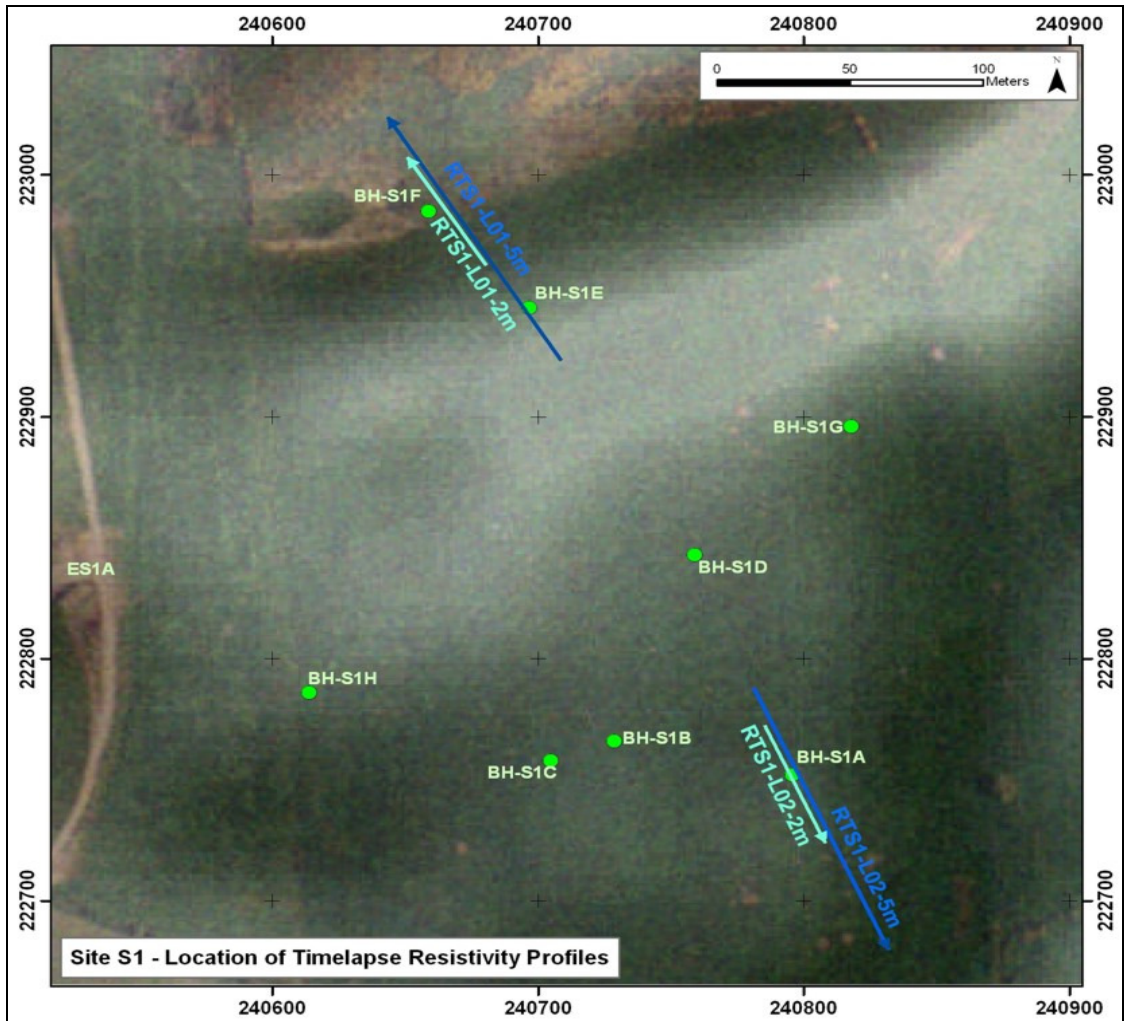 240600 240700 240800 240900
N
0 50 100
Meters
223000 223000
BH-S1F
RTS1-L01-5m
RTS1-L01-2m
BH-S1E
222900 222900
BH-S1G
ES1A
BH-S1D
222800 222800
BH-S1H
BH-S1B
BH-S1C
BH-S1A
RTS1-L02-2m
RTS1-L02-5m
222700 222700
Site S1 - Location of Timelapse Resistivity Profiles
240600 240700 240800 240900